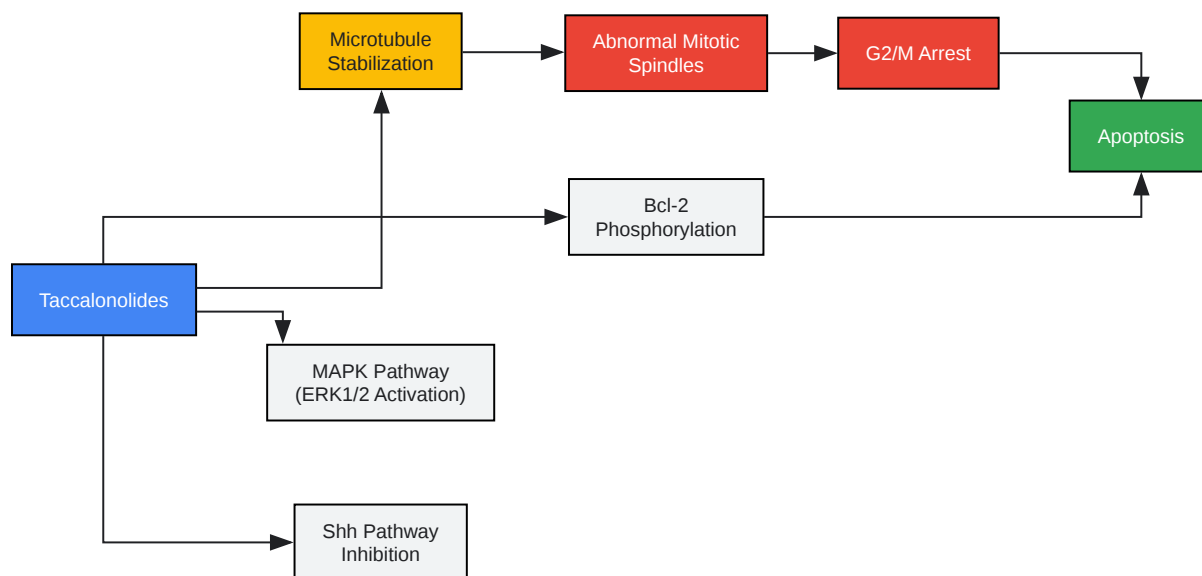 Microtubule
Stabilization
Abnormal Mitotic
Spindles
G2/M Arrest
Apoptosis
Bcl-2
Phosphorylation
Taccalonolides
MAPK Pathway
(ERK1/2 Activation)
Shh Pathway
Inhibition